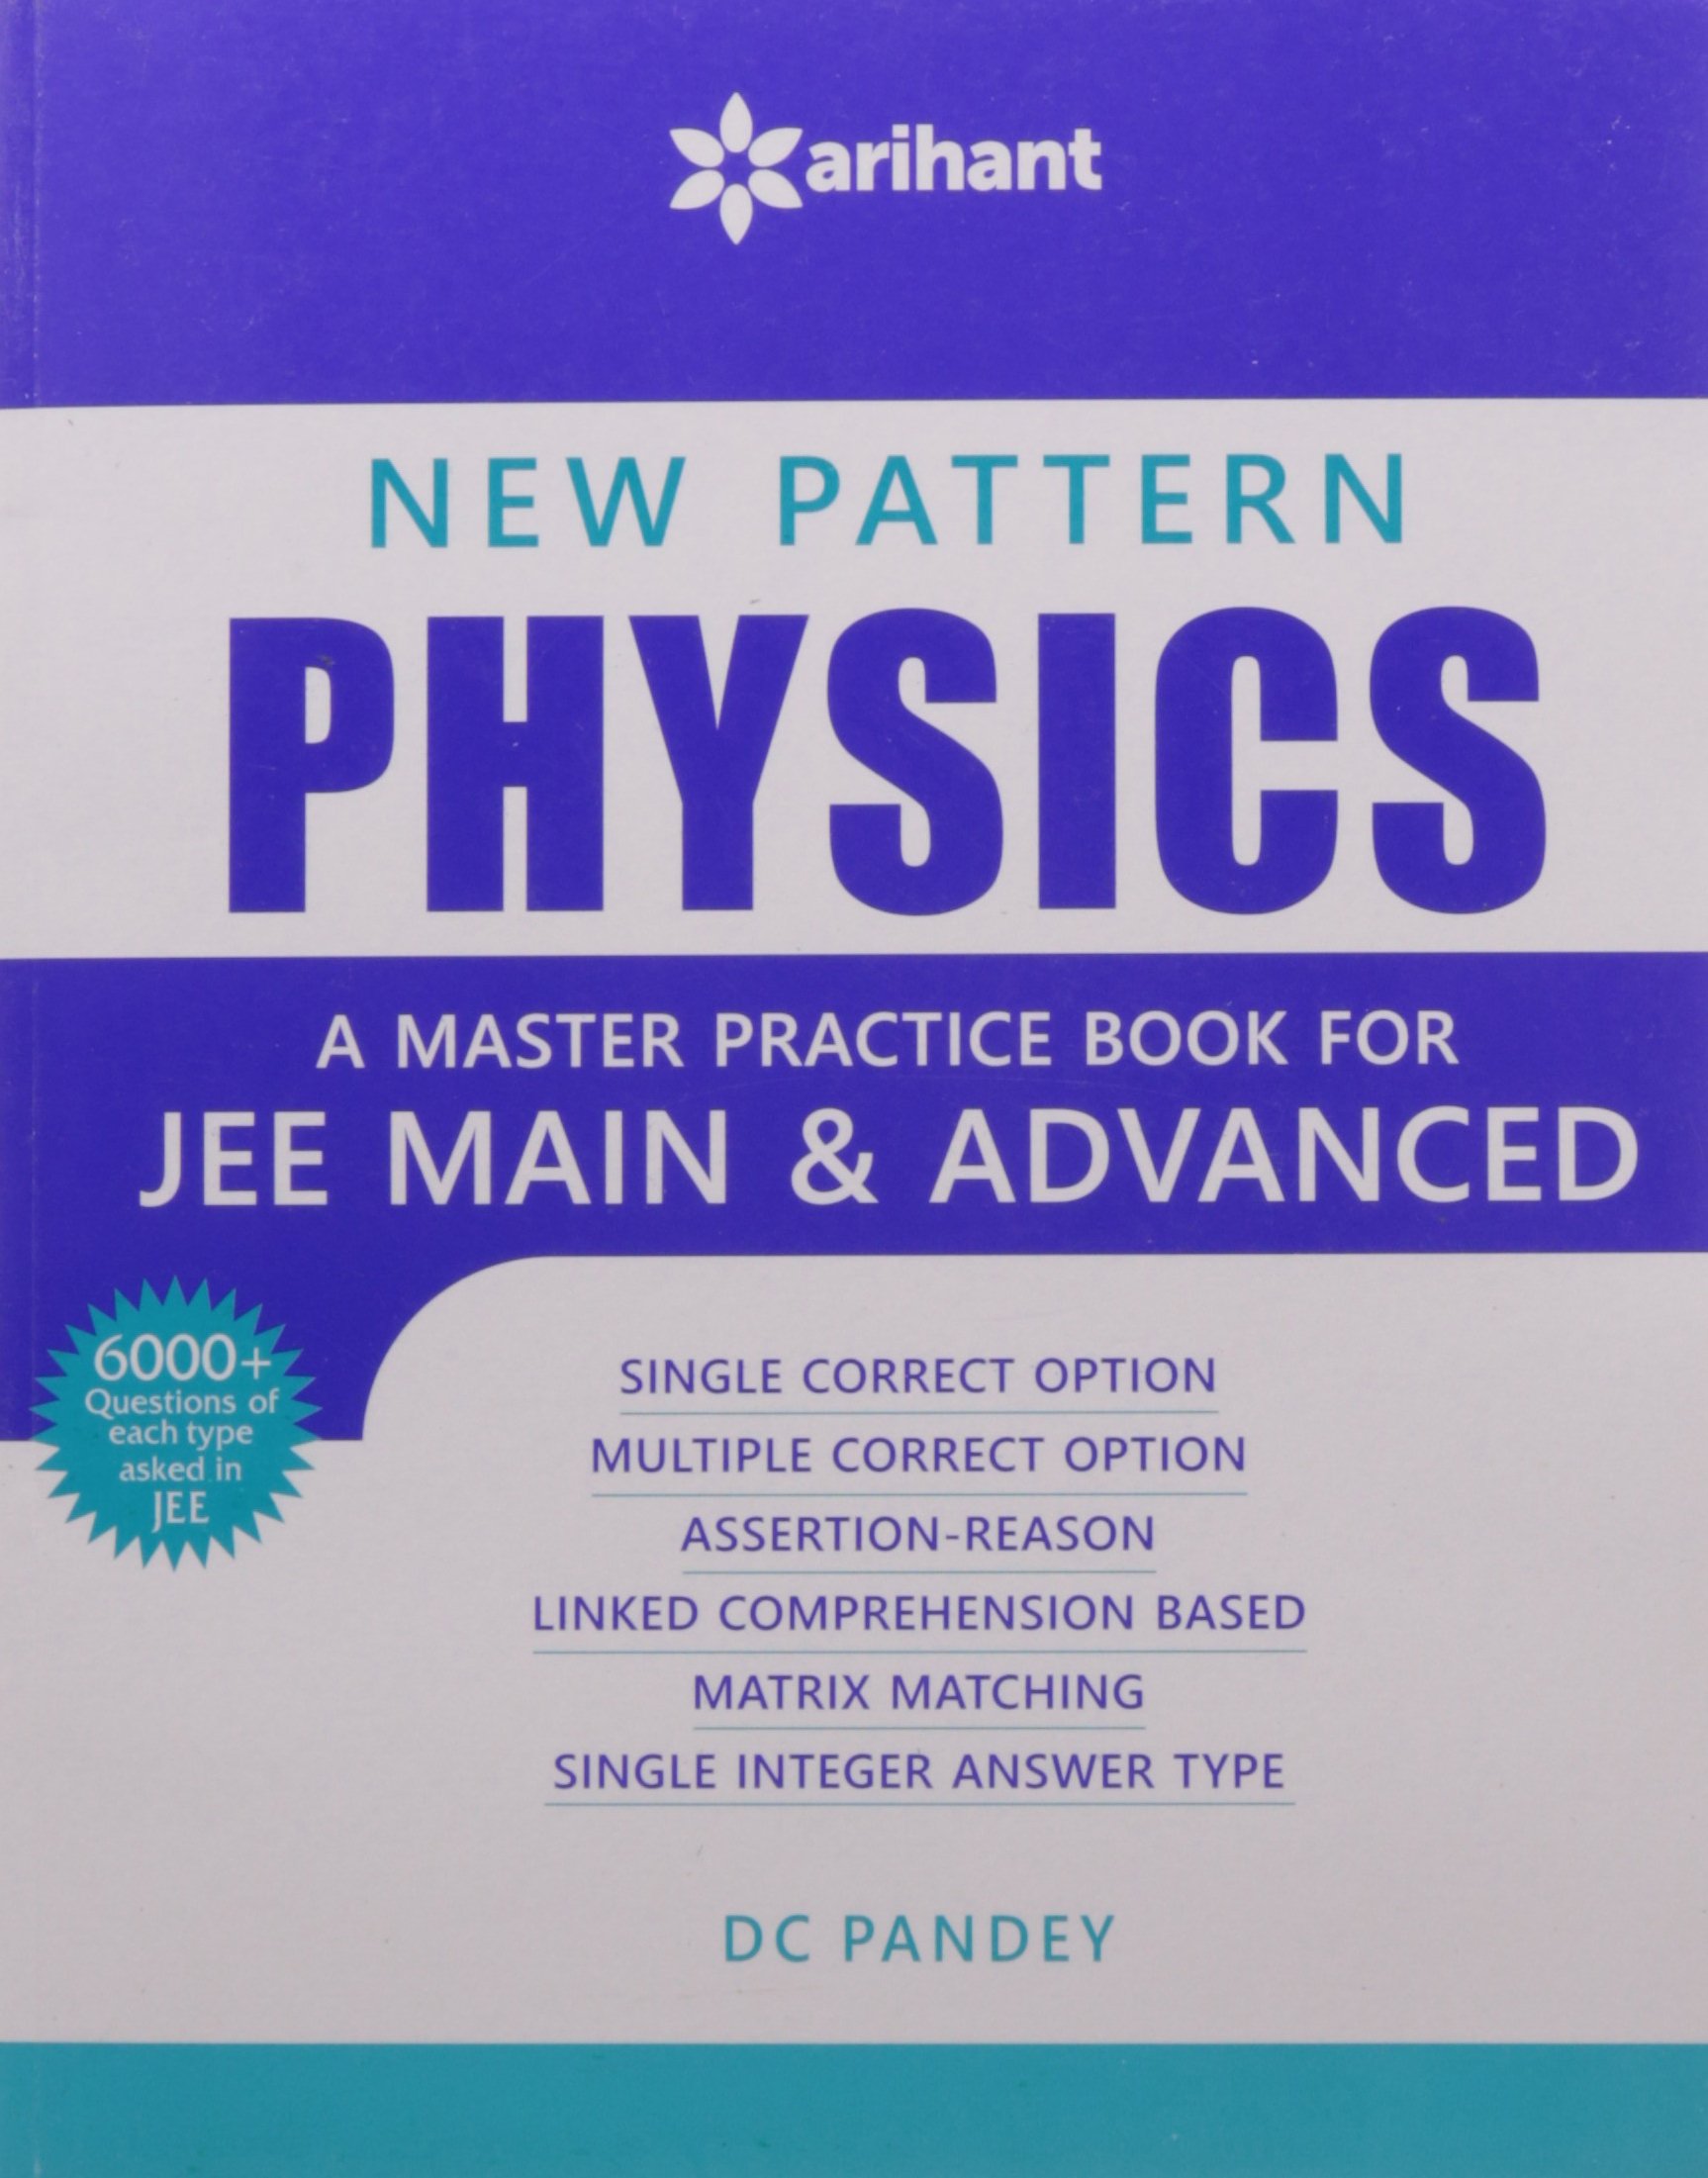 arihant
NEW PATTERN
PHYSICS
A MASTER PRACTICE BOOK FOR
JEE MAIN & ADVANCED
6000+
Questions of
each type
asked in
JEE
SINGLE CORRECT OPTION
MULTIPLE CORRECT OPTION
ASSERTION-REASON
LINKED COMPREHENSION BASED
MATRIX MATCHING
SINGLE INTEGER ANSWER TYPE
DC PANDEY